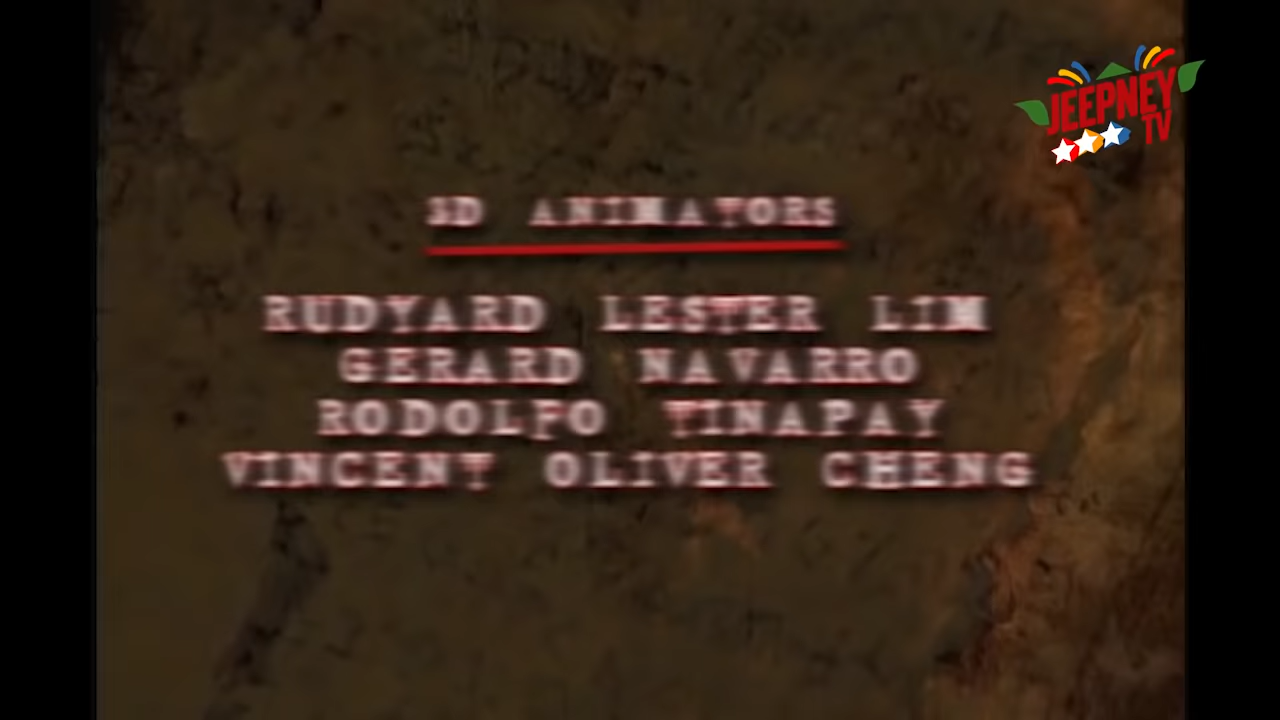 JEEPNEY
TV
3D ANIMATORS
RUDYARD LESTER LIM
GERARD NAVARRO
RODOLFO TINAPAY
VINCENT OLIVER CHENG